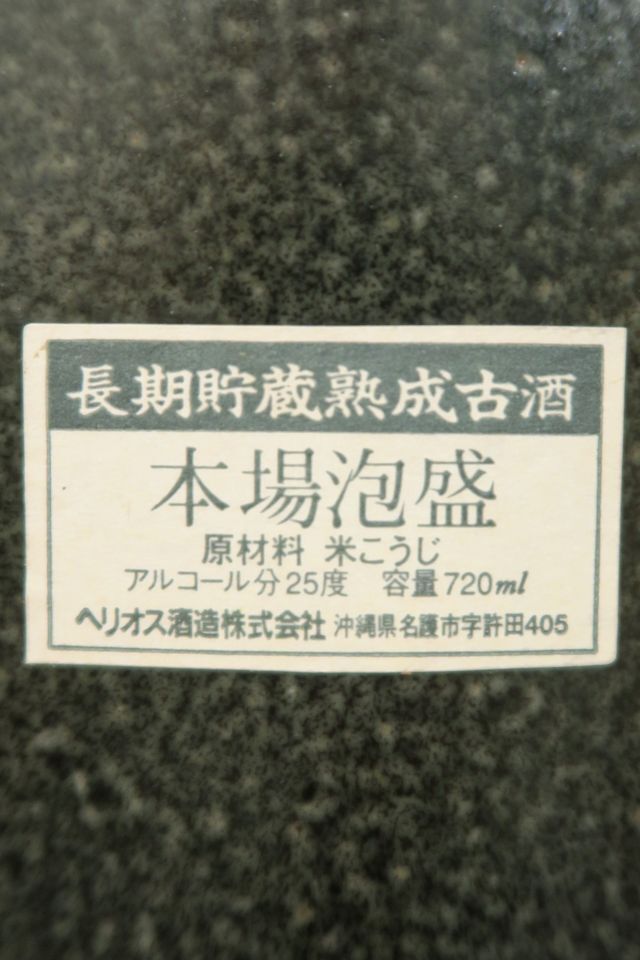 長期貯蔵熟成古酒
本場泡盛
原材料 米こうじ
アルコール分25度 容量720ml
ヘリオス酒造株式会社 沖縄県名護市字許田405